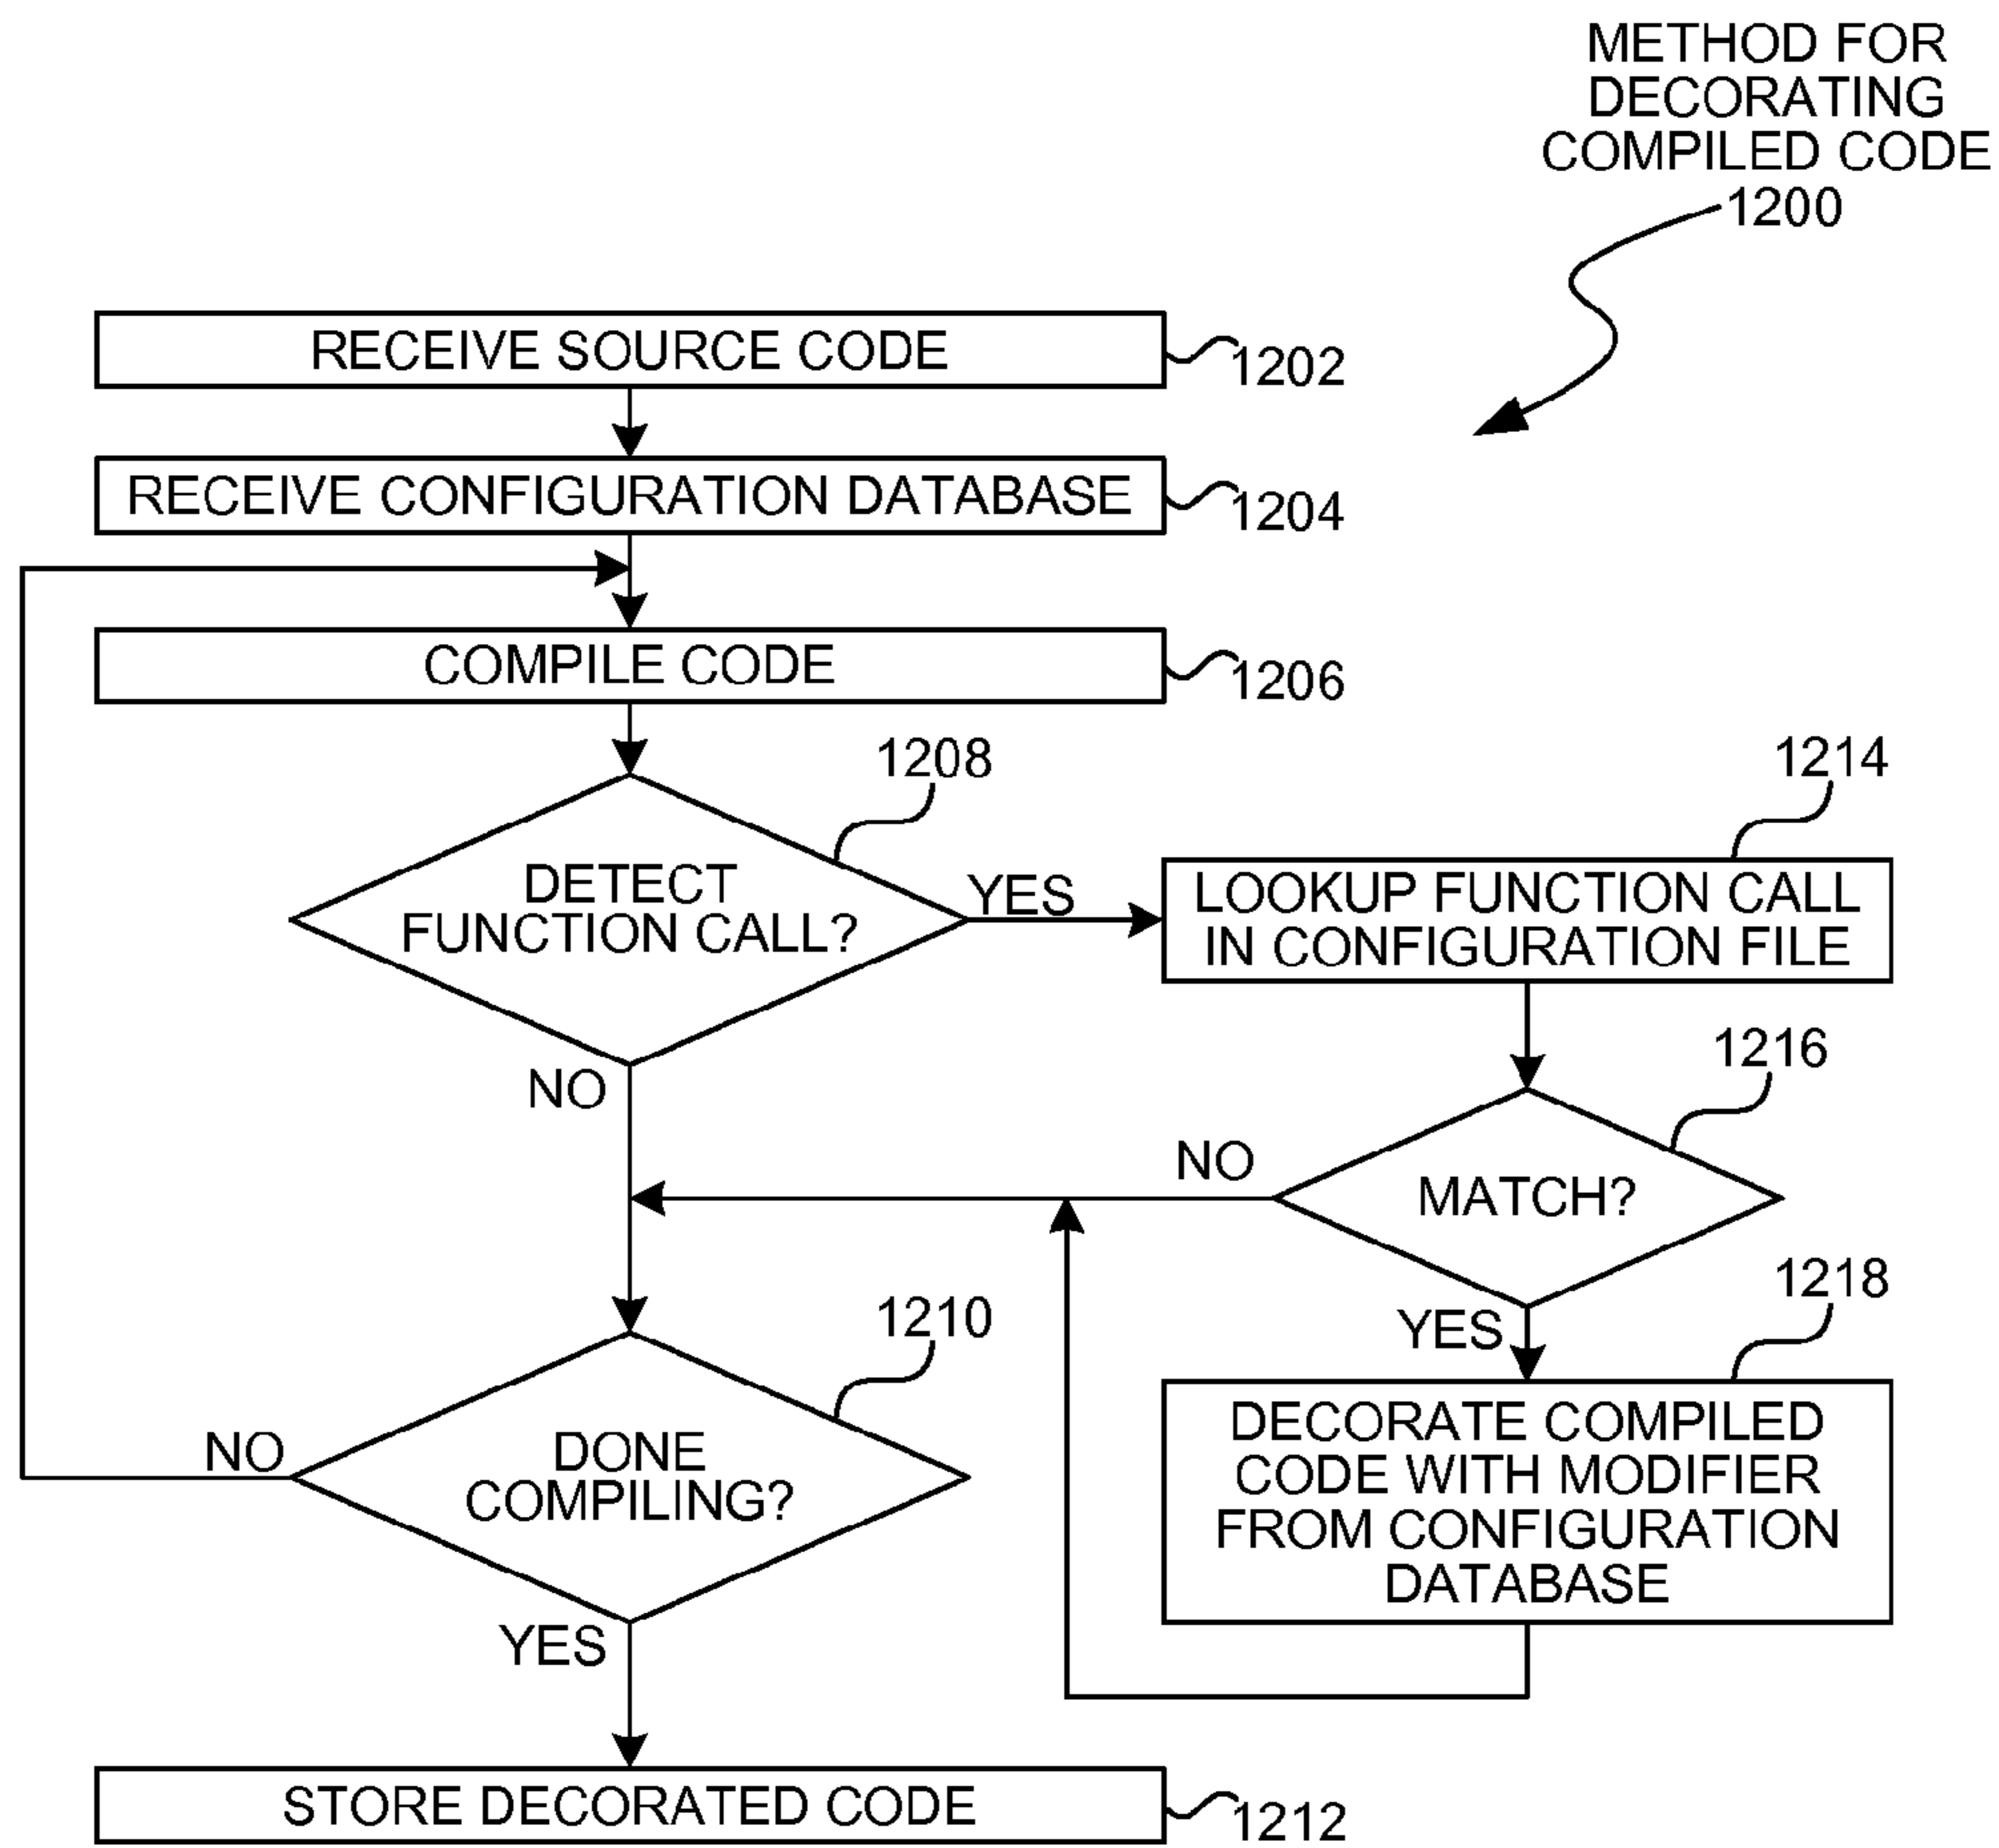 METHOD FOR
DECORATING
COMPILED CODE
1200
RECEIVE SOURCE CODE
1202
RECEIVE CONFIGURATION DATABASE
1204
COMPILE CODE
1206
1208
DETECT
FUNCTION CALL?
YES
NO
1214
LOOKUP FUNCTION CALL
IN CONFIGURATION FILE
1216
MATCH?
NO
YES
1218
DECORATE COMPILED
CODE WITH MODIFIER
FROM CONFIGURATION
DATABASE
1210
DONE
COMPILING?
NO
YES
STORE DECORATED CODE
1212